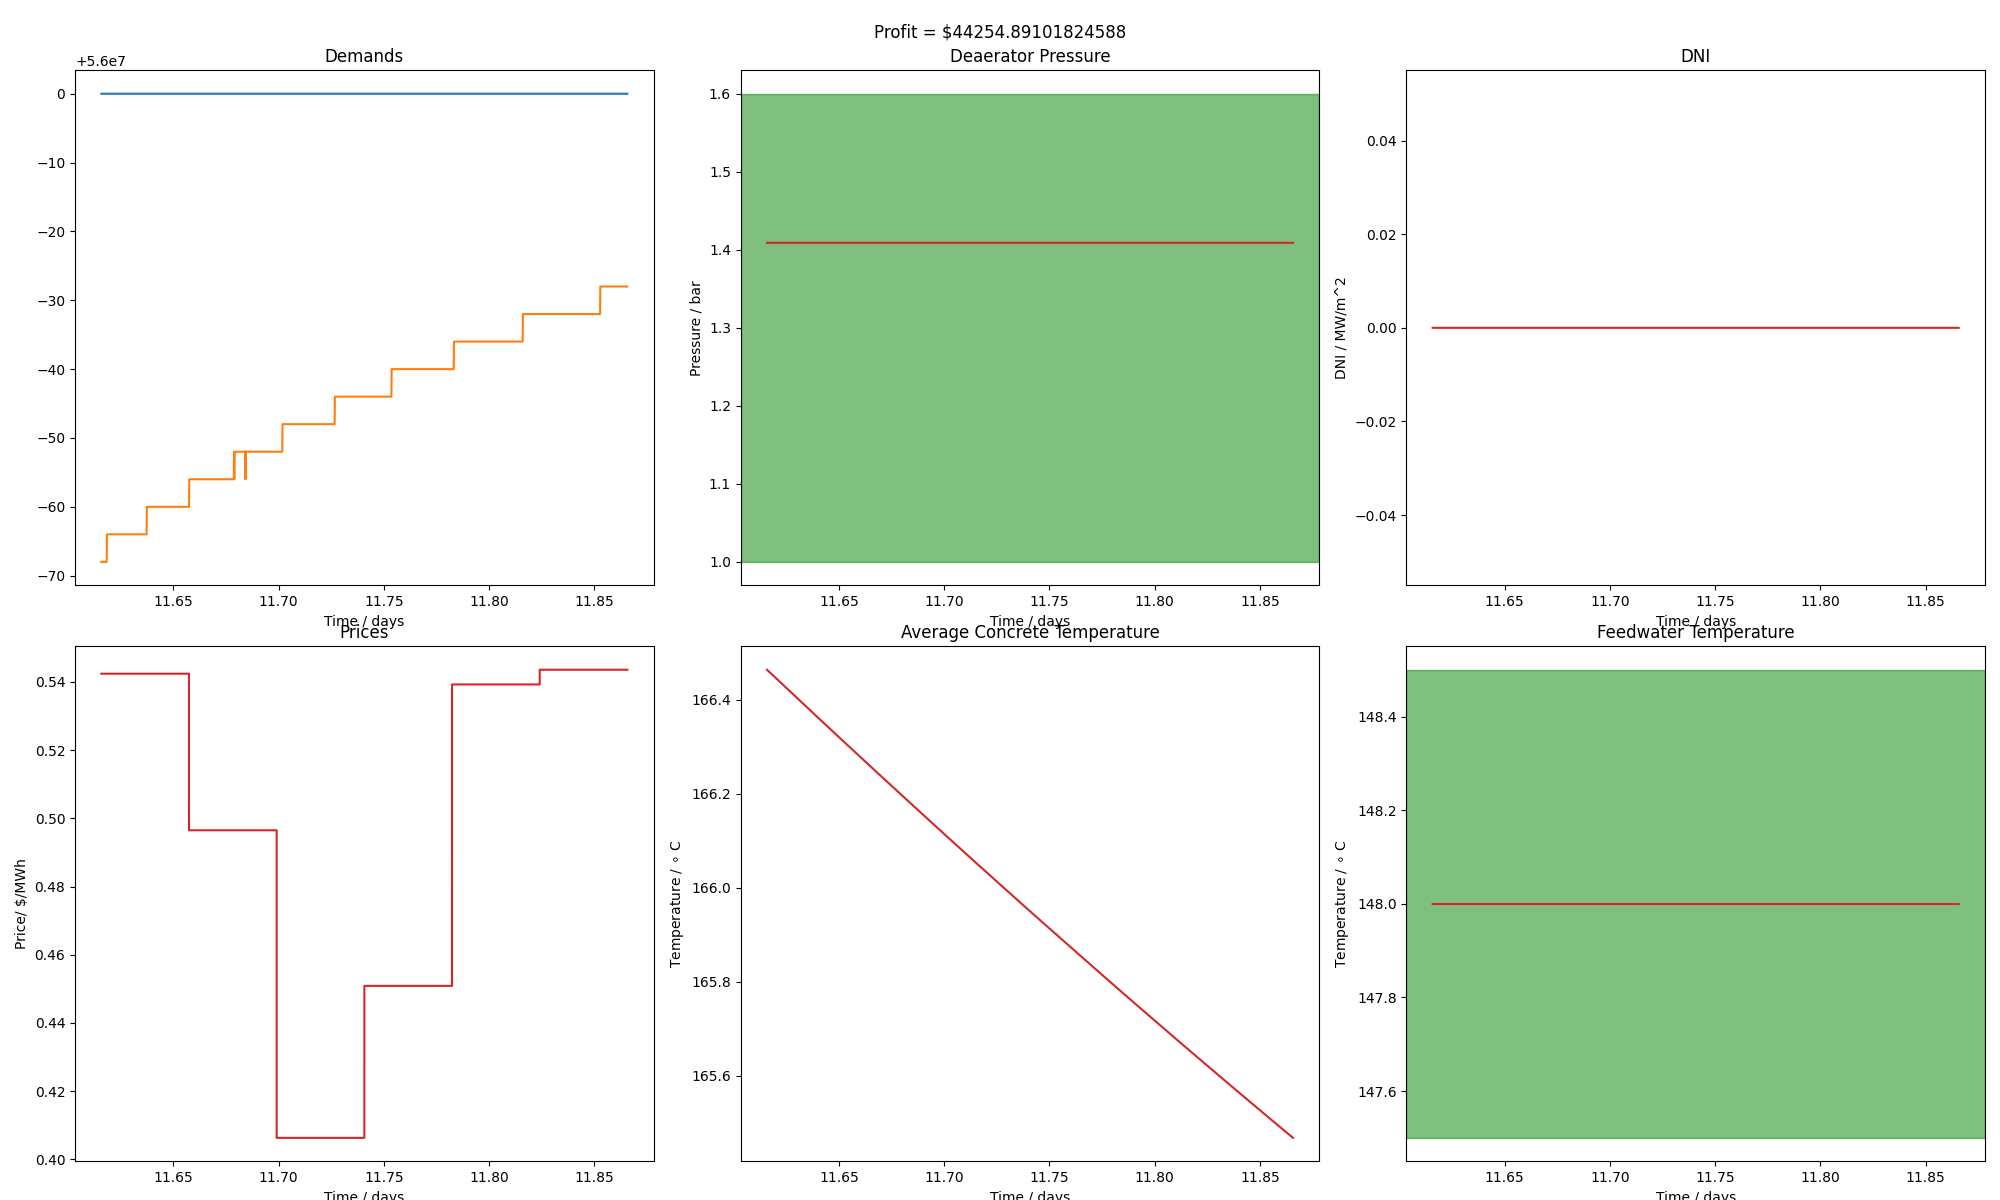 Profit = $44254.89101824588
Demands
+5.6e7
0
−10
−20
−30
−40
−50
−60
−70
11.65 11.70 11.75 11.80 11.85
Time / days
Deaerator Pressure
Pressure / bar
1.6
1.5
1.4
1.3
1.2
1.1
1.0
11.65 11.70 11.75 11.80 11.85
Time / days
DNI
DNI / MW/m^2
0.04
0.02
0.00
−0.02
−0.04
11.65 11.70 11.75 11.80 11.85
Time / days
Prices
Price/ $/MWh
0.54
0.52
0.50
0.48
0.46
0.44
0.42
0.40
11.65 11.70 11.75 11.80 11.85
Time / days
Average Concrete Temperature
Temperature / ∘ C
166.4
166.2
166.0
165.8
165.6
11.65 11.70 11.75 11.80 11.85
Time / days
Feedwater Temperature
Temperature / ∘ C
148.4
148.2
148.0
147.8
147.6
11.65 11.70 11.75 11.80 11.85
Time / days